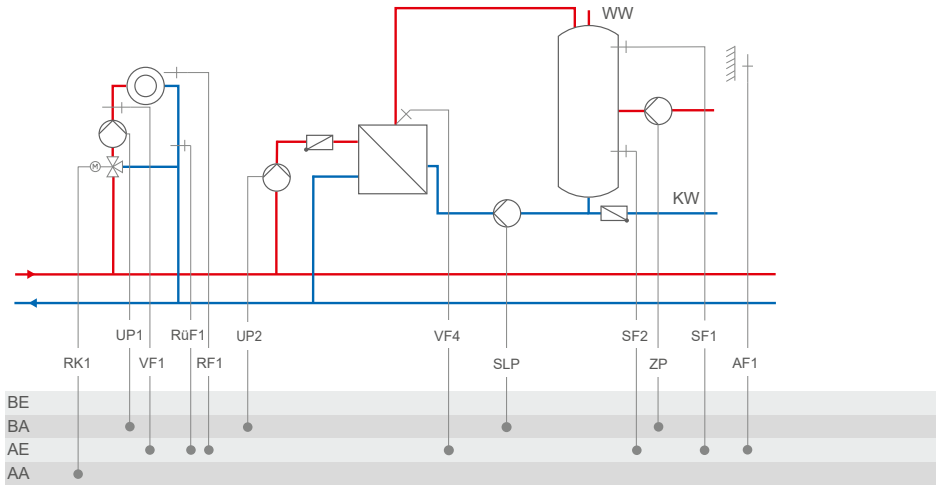 WW
M
KW
UP1 RüF1 UP2 VF4 SF2 SF1
RK1 VF1 RF1 SLP ZP AF1
BE
BA
AE
AA